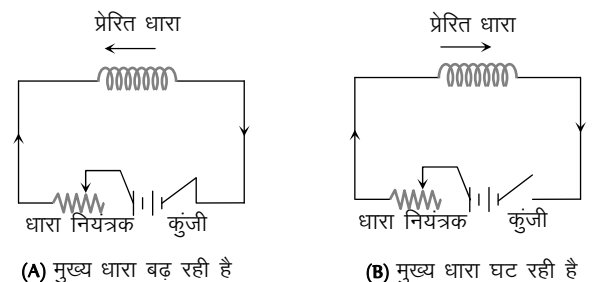 प्रेरित धारा
धारा नियंत्रक
कुंजी
(A) मुख्य धारा बढ़ रही है
प्रेरित धारा
धारा नियंत्रक
कुंजी
(B) मुख्य धारा घट रही है